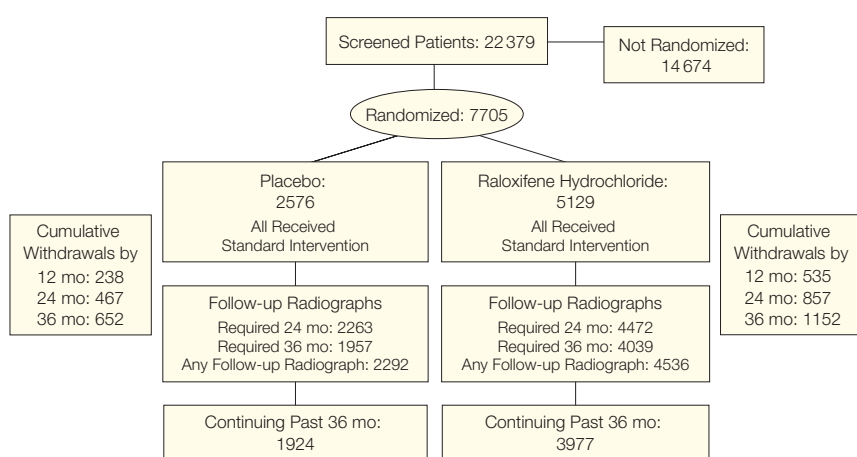 Screened Patients: 22 379
Not Randomized:
14 674
Randomized: 7705
Placebo:
2576
All Received
Standard Intervention
Raloxifene Hydrochloride:
5129
All Received
Standard Intervention
Cumulative
Withdrawals by
12 mo: 238
24 mo: 467
36 mo: 652
Follow-up Radiographs
Required 24 mo: 2263
Required 36 mo: 1957
Any Follow-up Radiograph: 2292
Follow-up Radiographs
Required 24 mo: 4472
Required 36 mo: 4039
Any Follow-up Radiograph: 4536
Cumulative
Withdrawals by
12 mo: 535
24 mo: 857
36 mo: 1152
Continuing Past 36 mo:
1924
Continuing Past 36 mo:
3977